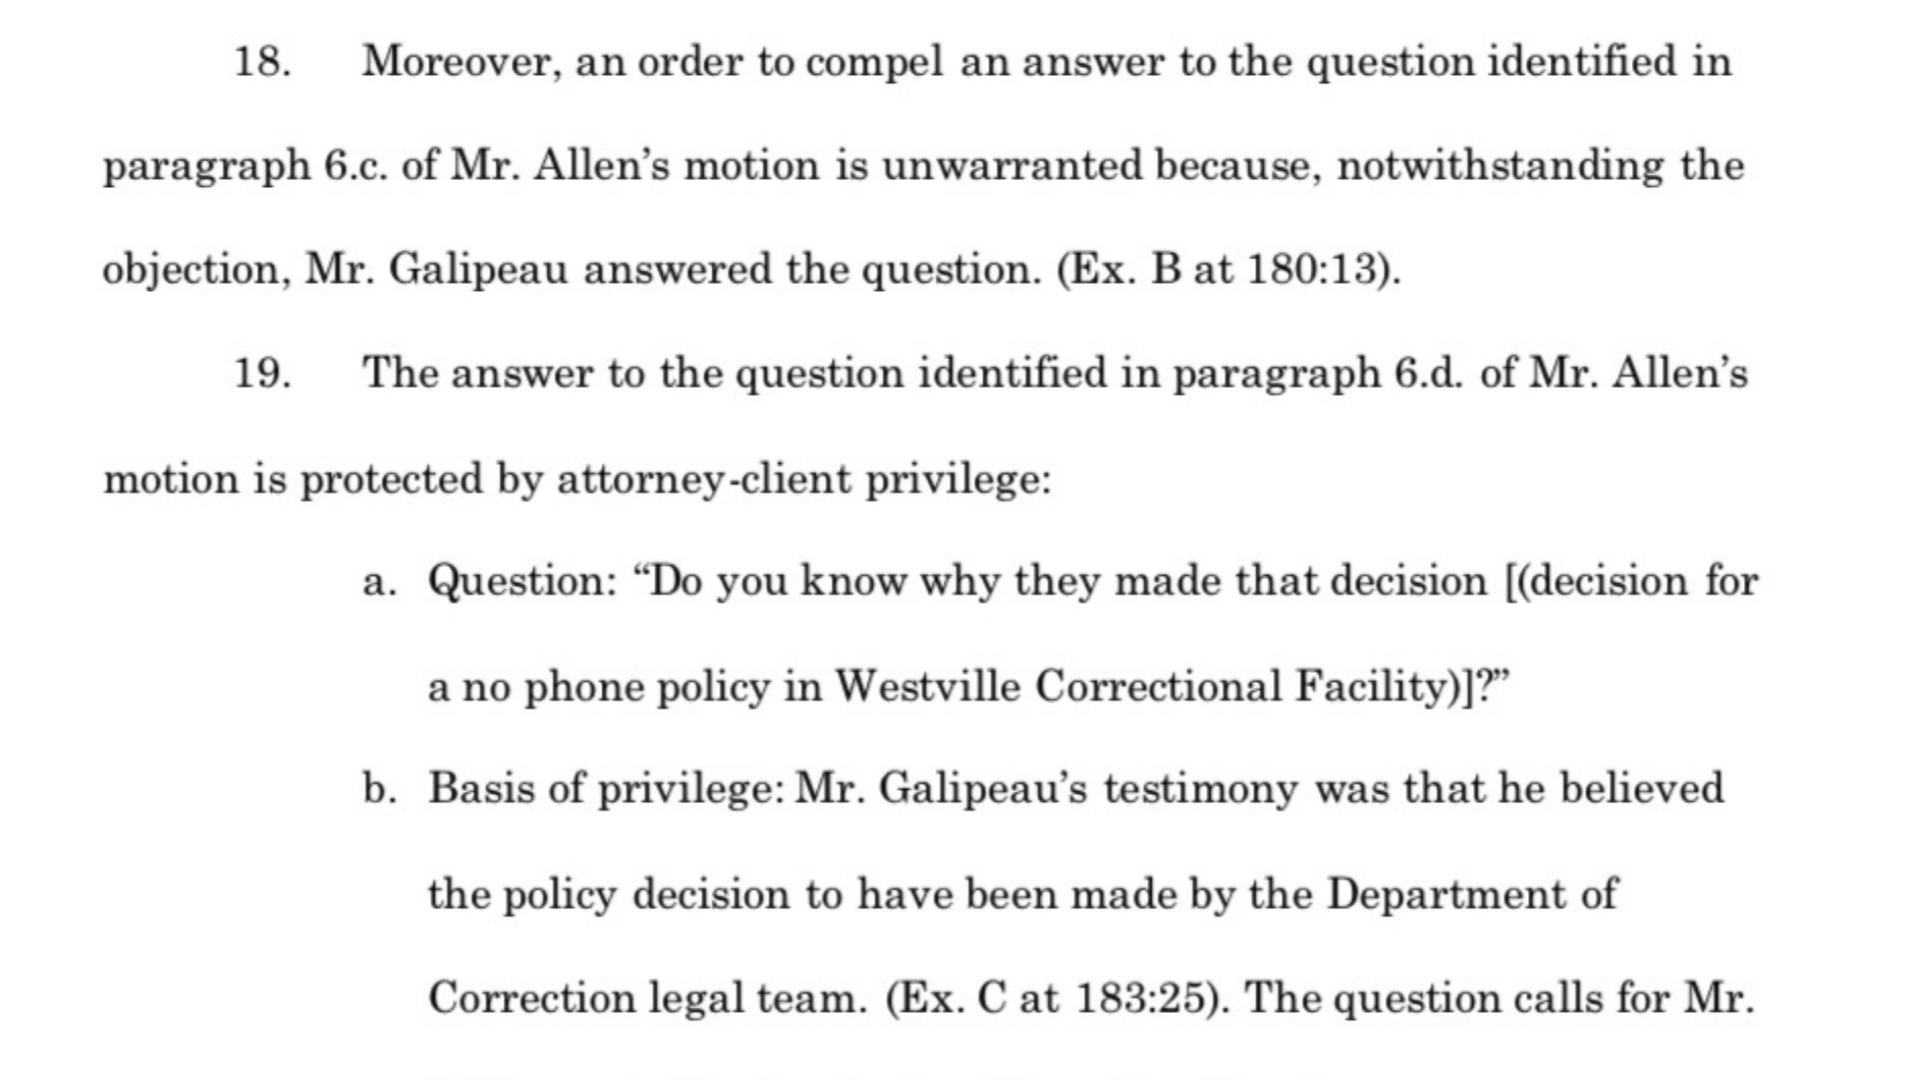 18. Moreover, an order to compel an answer to the question identified in
paragraph 6.c. of Mr. Allen’s motion is unwarranted because, notwithstanding the
objection, Mr. Galipeau answered the question. (Ex. B at 180:13).
19. The answer to the question identified in paragraph 6.d. of Mr. Allen’s
motion is protected by attorney-client privilege:
a. Question: “Do you know why they made that decision [(decision for
a no phone policy in Westville Correctional Facility)]?”
b. Basis of privilege: Mr. Galipeau’s testimony was that he believed
the policy decision to have been made by the Department of
Correction legal team. (Ex. C at 183:25). The question calls for Mr.